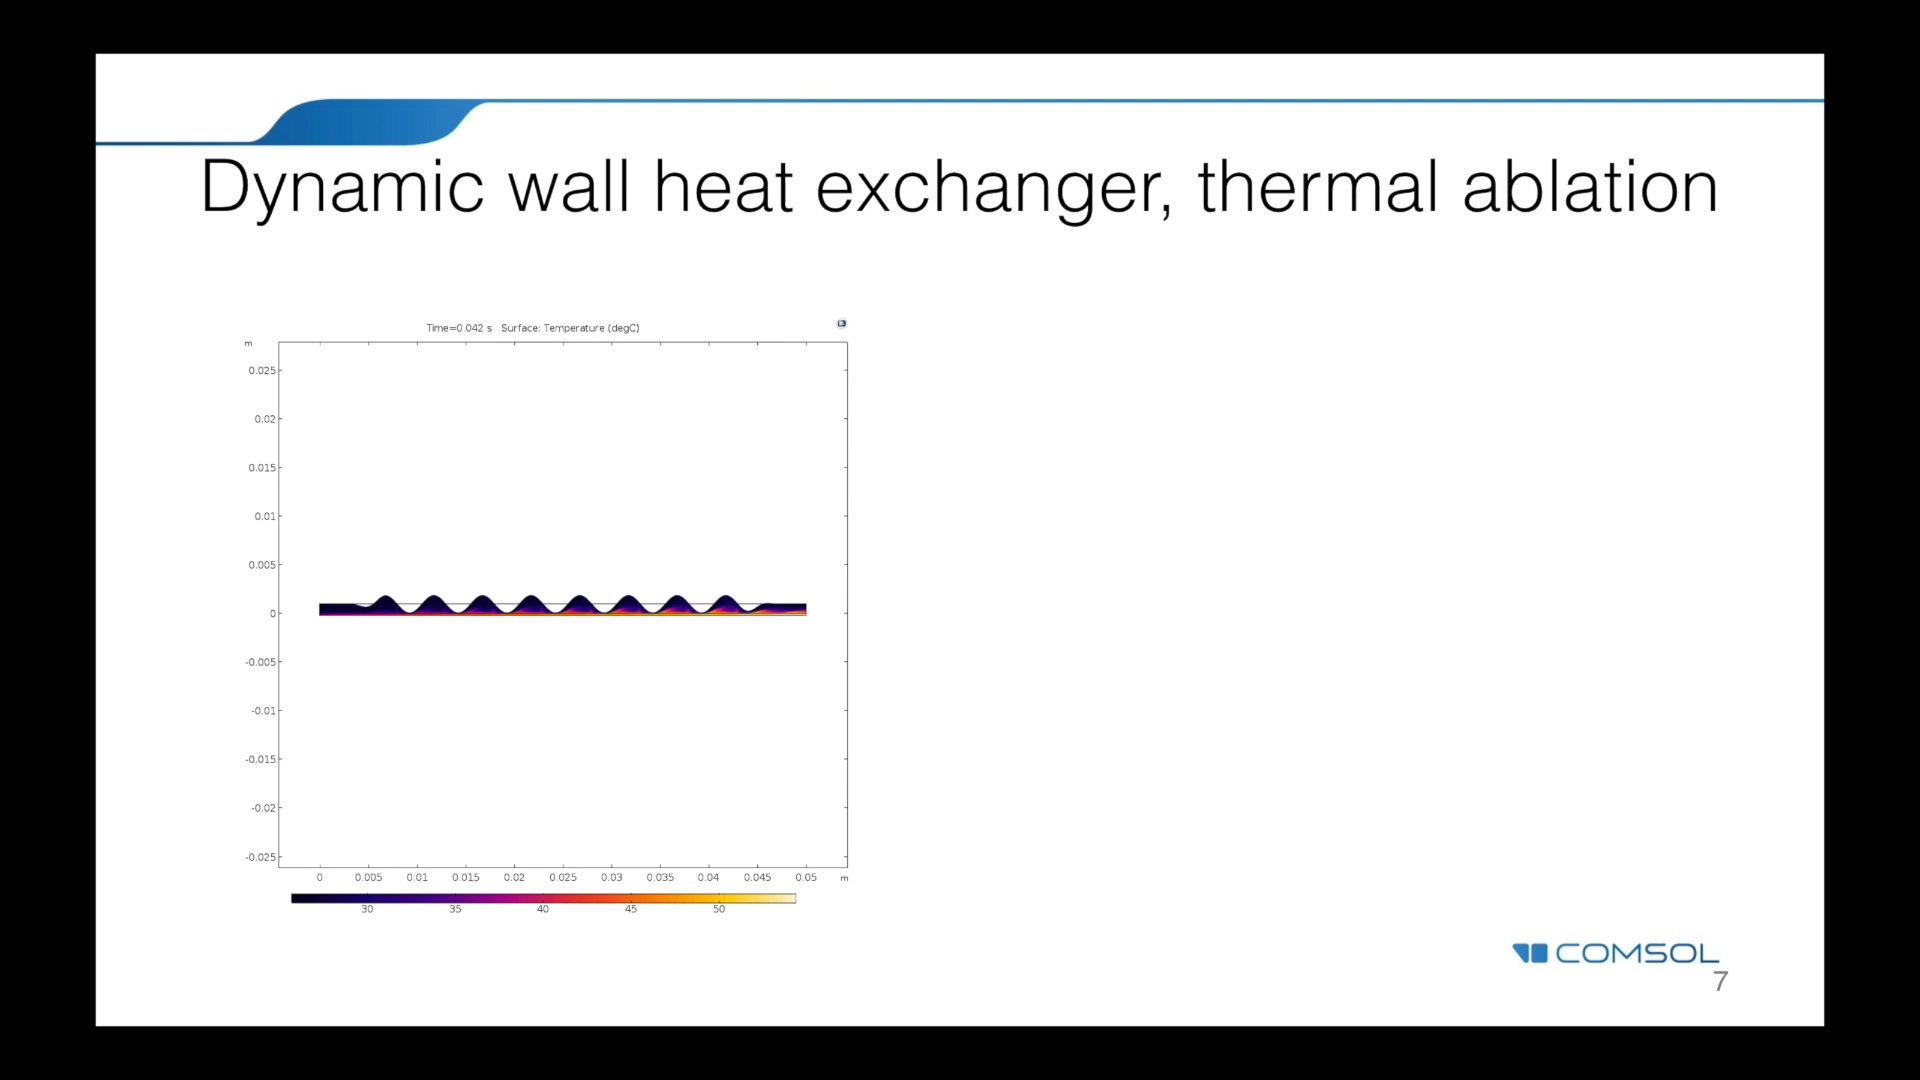 Dynamic wall heat exchanger, thermal ablation
Time=0.042 s Surface: Temperature (degC)
m
0.025
0.02
0.015
0.01
0.005
0
-0.005
-0.01
-0.015
-0.02
-0.025
0 0.005 0.01 0.015 0.02 0.025 0.03 0.035 0.04 0.045 0.05 m
30 35 40 45 50
COMSOL
7